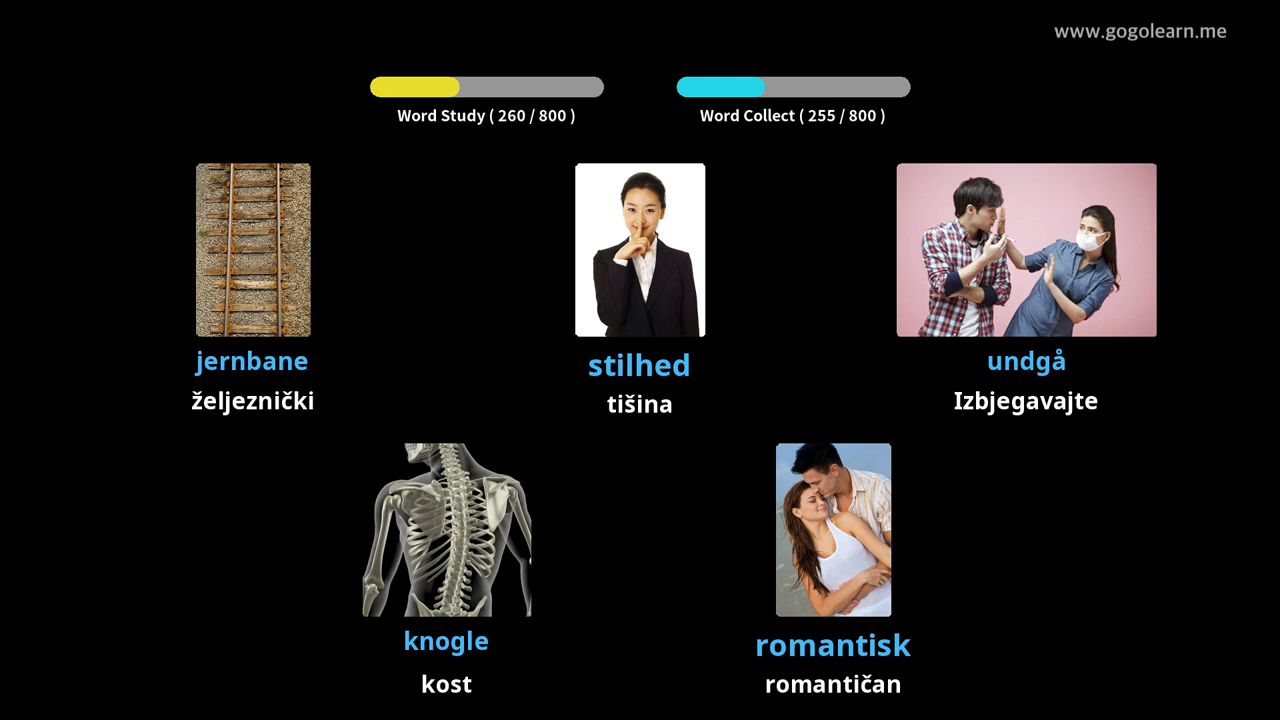 www.gogolearn.me
Word Study ( 260 / 800 )
Word Collect ( 255 / 800 )
jernbane
željeznički
stilhed
tišina
undgå
Izbjegavajte
knogle
kost
romantisk
romantičan